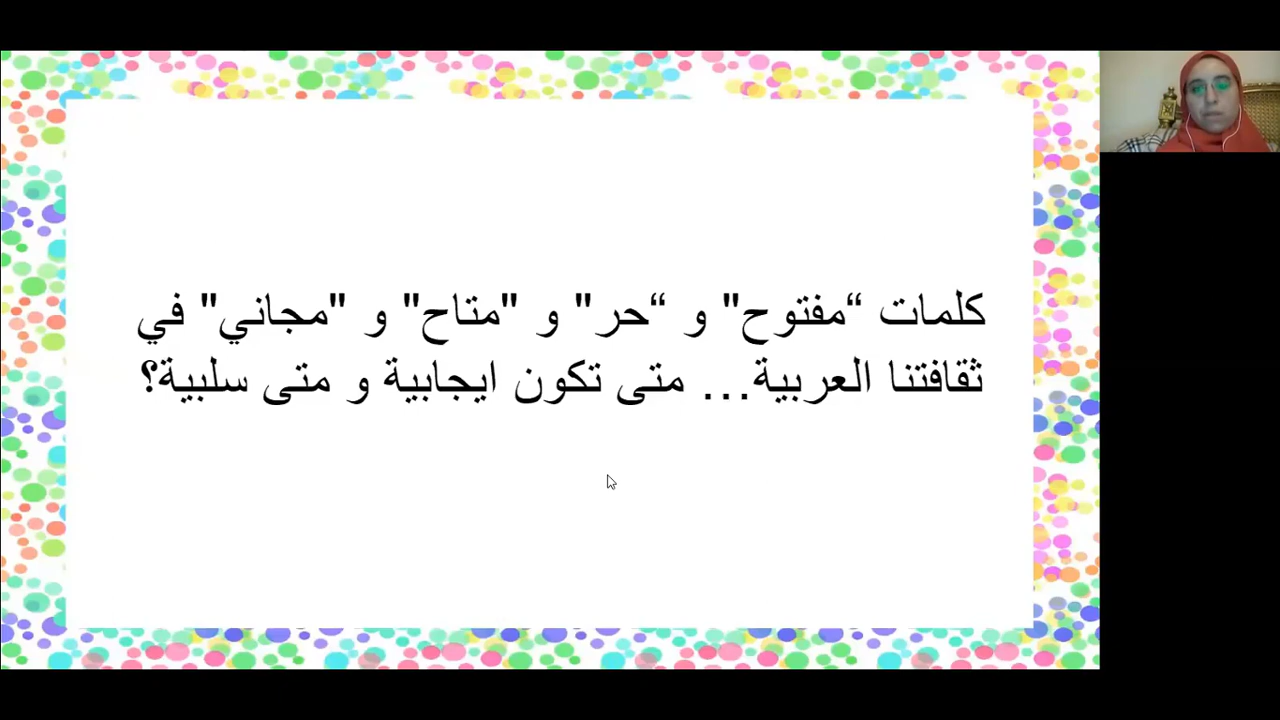 كلمات “مفتوح" و “حر" و "متاح" و "مجاني" في
ثقافتنا العربية... متى تكون ايجابية و متى سلبية؟